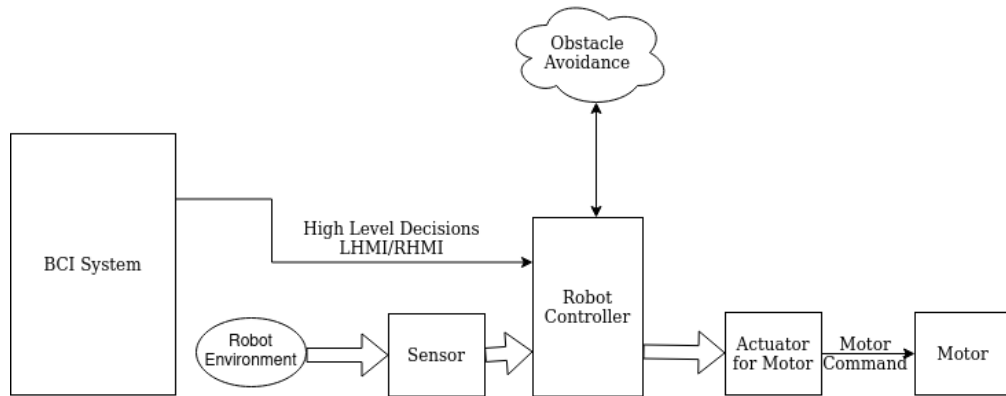 Obstacle
Avoidance
High Level Decisions
LHMI/RHMI
BCI System
Robot
Controller
Robot
Environment
Sensor
Actuator
for Motor
Motor
Command
Motor